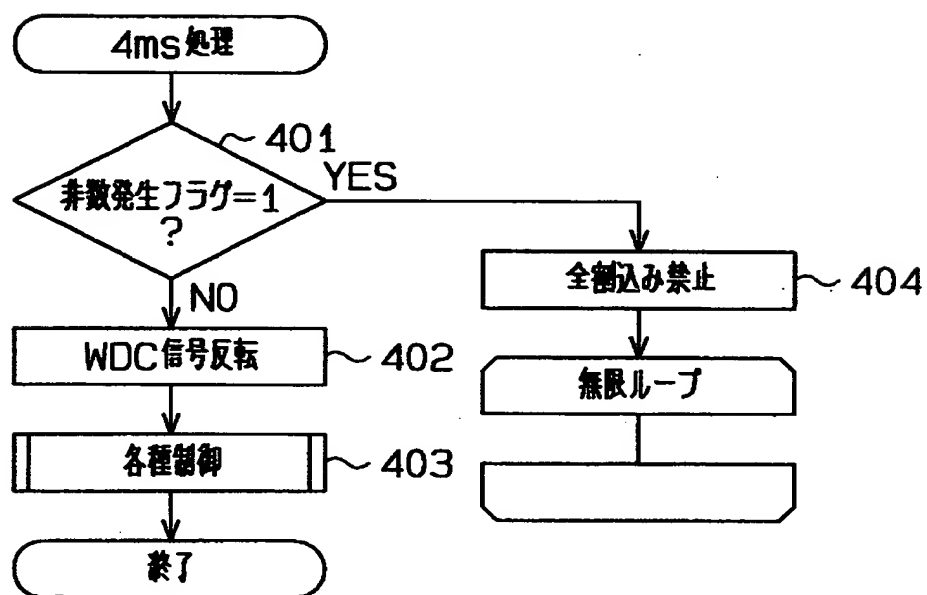 4ms処理
401
非数発生フラグ=1
?
YES
NO
WDC信号反転
402
各種制御
403
終了
全割込み禁止
404
無限ループ